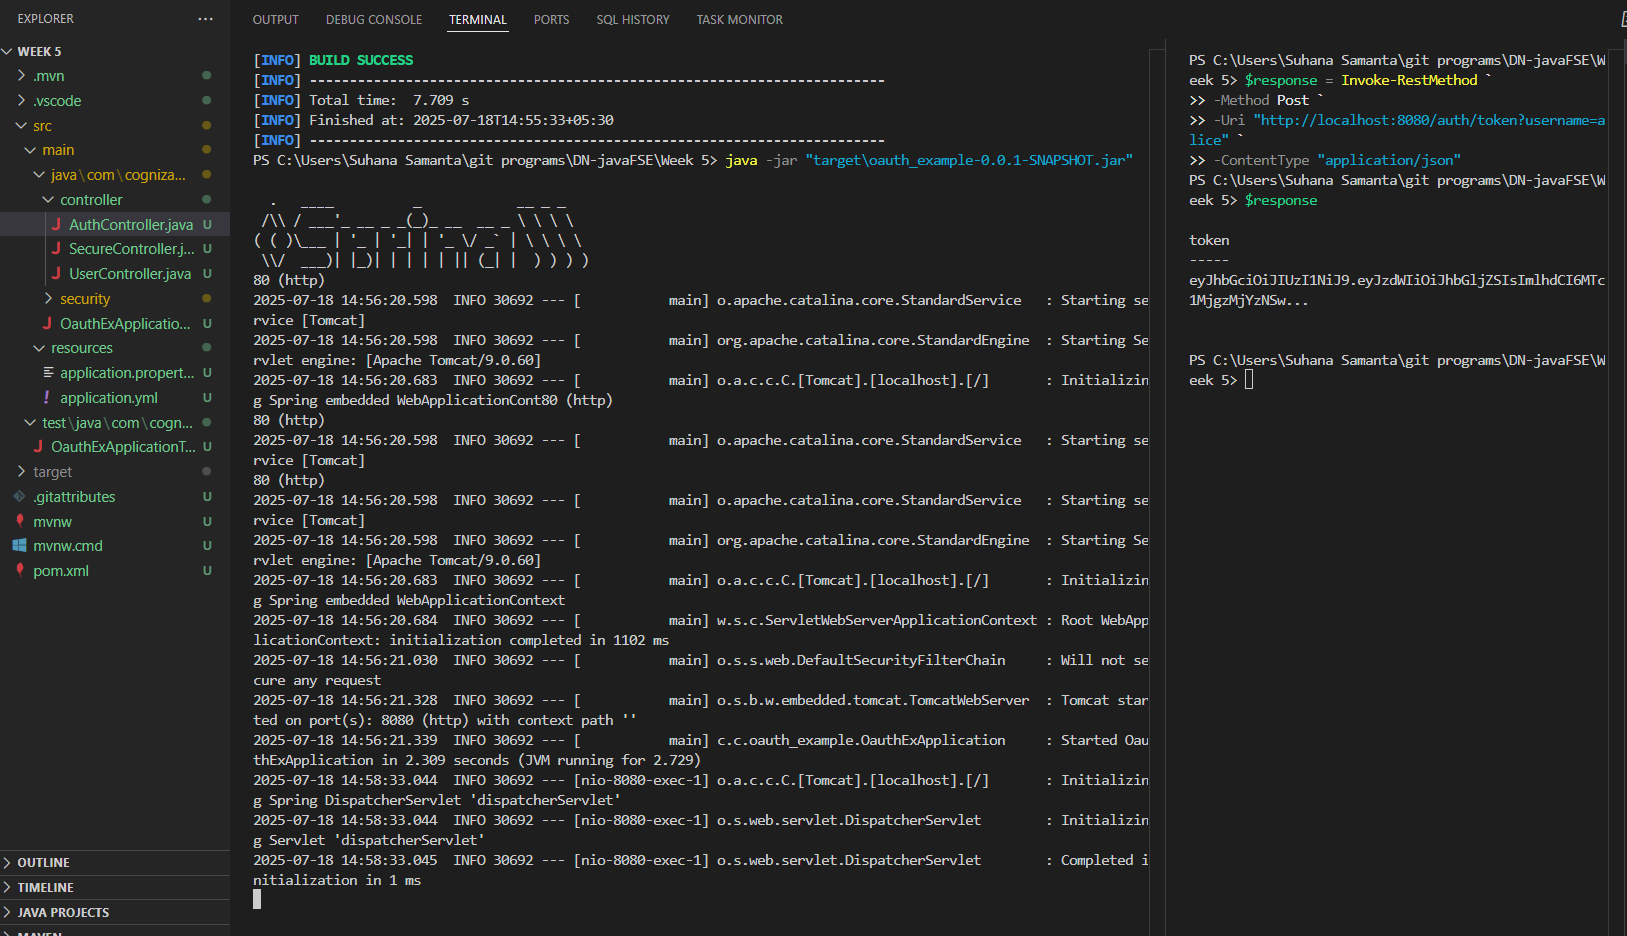 EXPLORER
···
WEEK 5
.mvn
.vscode
src
main
java\com\cogniza...
controller
AuthController.java U
SecureController.j... U
UserController.java U
security
OauthExApplicatio... U
resources
application.propert... U
application.yml U
test\java\com\cogn...
OauthExApplicationT... U
target
.gitattributes U
mvnw U
mvnw.cmd U
pom.xml U
OUTLINE
TIMELINE
JAVA PROJECTS
MAVEN
OUTPUT DEBUG CONSOLE TERMINAL PORTS SQL HISTORY TASK MONITOR
[INFO] BUILD SUCCESS
[INFO] ------------------------------------------------------------------------
[INFO] Total time:  7.709 s
[INFO] Finished at: 2025-07-18T14:55:33+05:30
[INFO] ------------------------------------------------------------------------
PS C:\Users\Suhana Samanta\git programs\DN-javaFSE\Week 5> java -jar "target\oauth_example-0.0.1-SNAPSHOT.jar"
80 (http)
2025-07-18 14:56:20.598  INFO 30692 --- [           main] o.apache.catalina.core.StandardService   : Starting se
rvice [Tomcat]
2025-07-18 14:56:20.598  INFO 30692 --- [           main] org.apache.catalina.core.StandardEngine  : Starting Se
rvlet engine: [Apache Tomcat/9.0.60]
2025-07-18 14:56:20.683  INFO 30692 --- [           main] o.a.c.c.C.[Tomcat].[localhost].[/]       : Initializin
g Spring embedded WebApplicationCont80 (http)
80 (http)
2025-07-18 14:56:20.598  INFO 30692 --- [           main] o.apache.catalina.core.StandardService   : Starting se
rvice [Tomcat]
80 (http)
2025-07-18 14:56:20.598  INFO 30692 --- [           main] o.apache.catalina.core.StandardService   : Starting se
rvice [Tomcat]
2025-07-18 14:56:20.598  INFO 30692 --- [           main] org.apache.catalina.core.StandardEngine  : Starting Se
rvlet engine: [Apache Tomcat/9.0.60]
2025-07-18 14:56:20.683  INFO 30692 --- [           main] o.a.c.c.C.[Tomcat].[localhost].[/]       : Initializin
g Spring embedded WebApplicationContext
2025-07-18 14:56:20.684  INFO 30692 --- [           main] w.s.c.ServletWebServerApplicationContext : Root WebApp
licationContext: initialization completed in 1102 ms
2025-07-18 14:56:21.030  INFO 30692 --- [           main] o.s.s.web.DefaultSecurityFilterChain     : Will not se
cure any request
2025-07-18 14:56:21.328  INFO 30692 --- [           main] o.s.b.w.embedded.tomcat.TomcatWebServer  : Tomcat star
ted on port(s): 8080 (http) with context path ''
2025-07-18 14:56:21.339  INFO 30692 --- [           main] c.c.oauth_example.OauthExApplication     : Started Oau
thExApplication in 2.309 seconds (JVM running for 2.729)
2025-07-18 14:58:33.044  INFO 30692 --- [nio-8080-exec-1] o.a.c.c.C.[Tomcat].[localhost].[/]       : Initializin
g Spring DispatcherServlet 'dispatcherServlet'
2025-07-18 14:58:33.044  INFO 30692 --- [nio-8080-exec-1] o.s.web.servlet.DispatcherServlet        : Initializin
g Servlet 'dispatcherServlet'
2025-07-18 14:58:33.045  INFO 30692 --- [nio-8080-exec-1] o.s.web.servlet.DispatcherServlet        : Completed i
nitialization in 1 ms
PS C:\Users\Suhana Samanta\git programs\DN-javaFSE\W
eek 5> $response = Invoke-RestMethod `
>> -Method Post `
>> -Uri "http://localhost:8080/auth/token?username=a
lice" `
>> -ContentType "application/json"
PS C:\Users\Suhana Samanta\git programs\DN-javaFSE\W
eek 5> $response
token
-----
eyJhbGciOiJIUzI1NiJ9.eyJzdWIiOiJhbGljZSIsImlhdCI6MTc
1MjgzMjYzNSw...
PS C:\Users\Suhana Samanta\git programs\DN-javaFSE\W
eek 5>